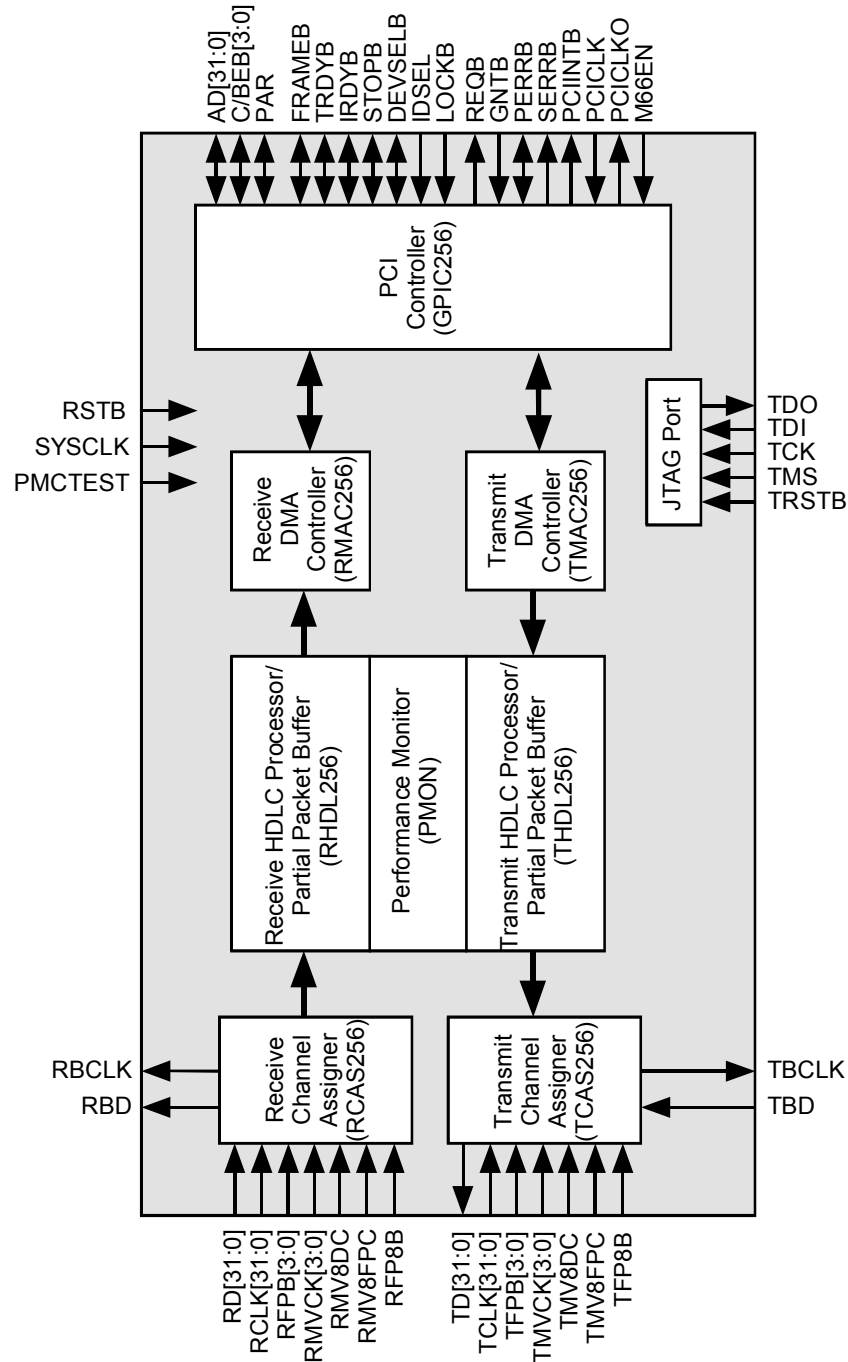 AD[31:0]
C/BEB[3:0]
PAR
FRAMEB
TRDYB
IRDYB
STOPB
DEVSELB
IDSEL
LOCKB
REQB
GNTB
PERRB
SERRB
PCIINTB
PCICLK
PCICLKO
M66EN
PCI
Controller
(GPIC256)
RSTB
SYSCLK
PMCTEST
Receive
DMA
Controller
(RMAC256)
Transmit
DMA
Controller
(TMAC256)
JTAG Port
TDO
TDI
TCK
TMS
TRSTB
Receive HDLC Processor/
Partial Packet Buffer
(RHDL256)
Performance Monitor
(PMON)
Transmit HDLC Processor/
Partial Packet Buffer
(THDL256)
RBCLK
RBD
Receive
Channel
Assigner
(RCAS256)
Transmit
Channel
Assigner
(TCAS256)
TBCLK
TBD
RD[31:0]
RCLK[31:0]
RFPB[3:0]
RMVCK[3:0]
RMV8DC
RMV8FPC
RFP8B
TD[31:0]
TCLK[31:0]
TFPB[3:0]
TMVCK[3:0]
TMV8DC
TMV8FPC
TFP8B